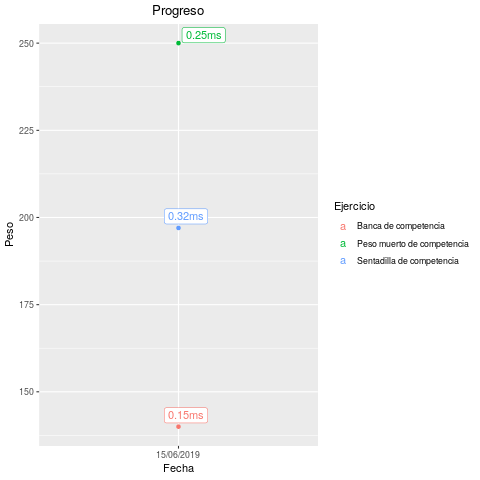 Progreso
250
225
200
175
150
Peso
0.25ms
0.32ms
0.15ms
15/06/2019
Fecha
Ejercicio
a Banca de competencia
a Peso muerto de competencia
a Sentadilla de competencia